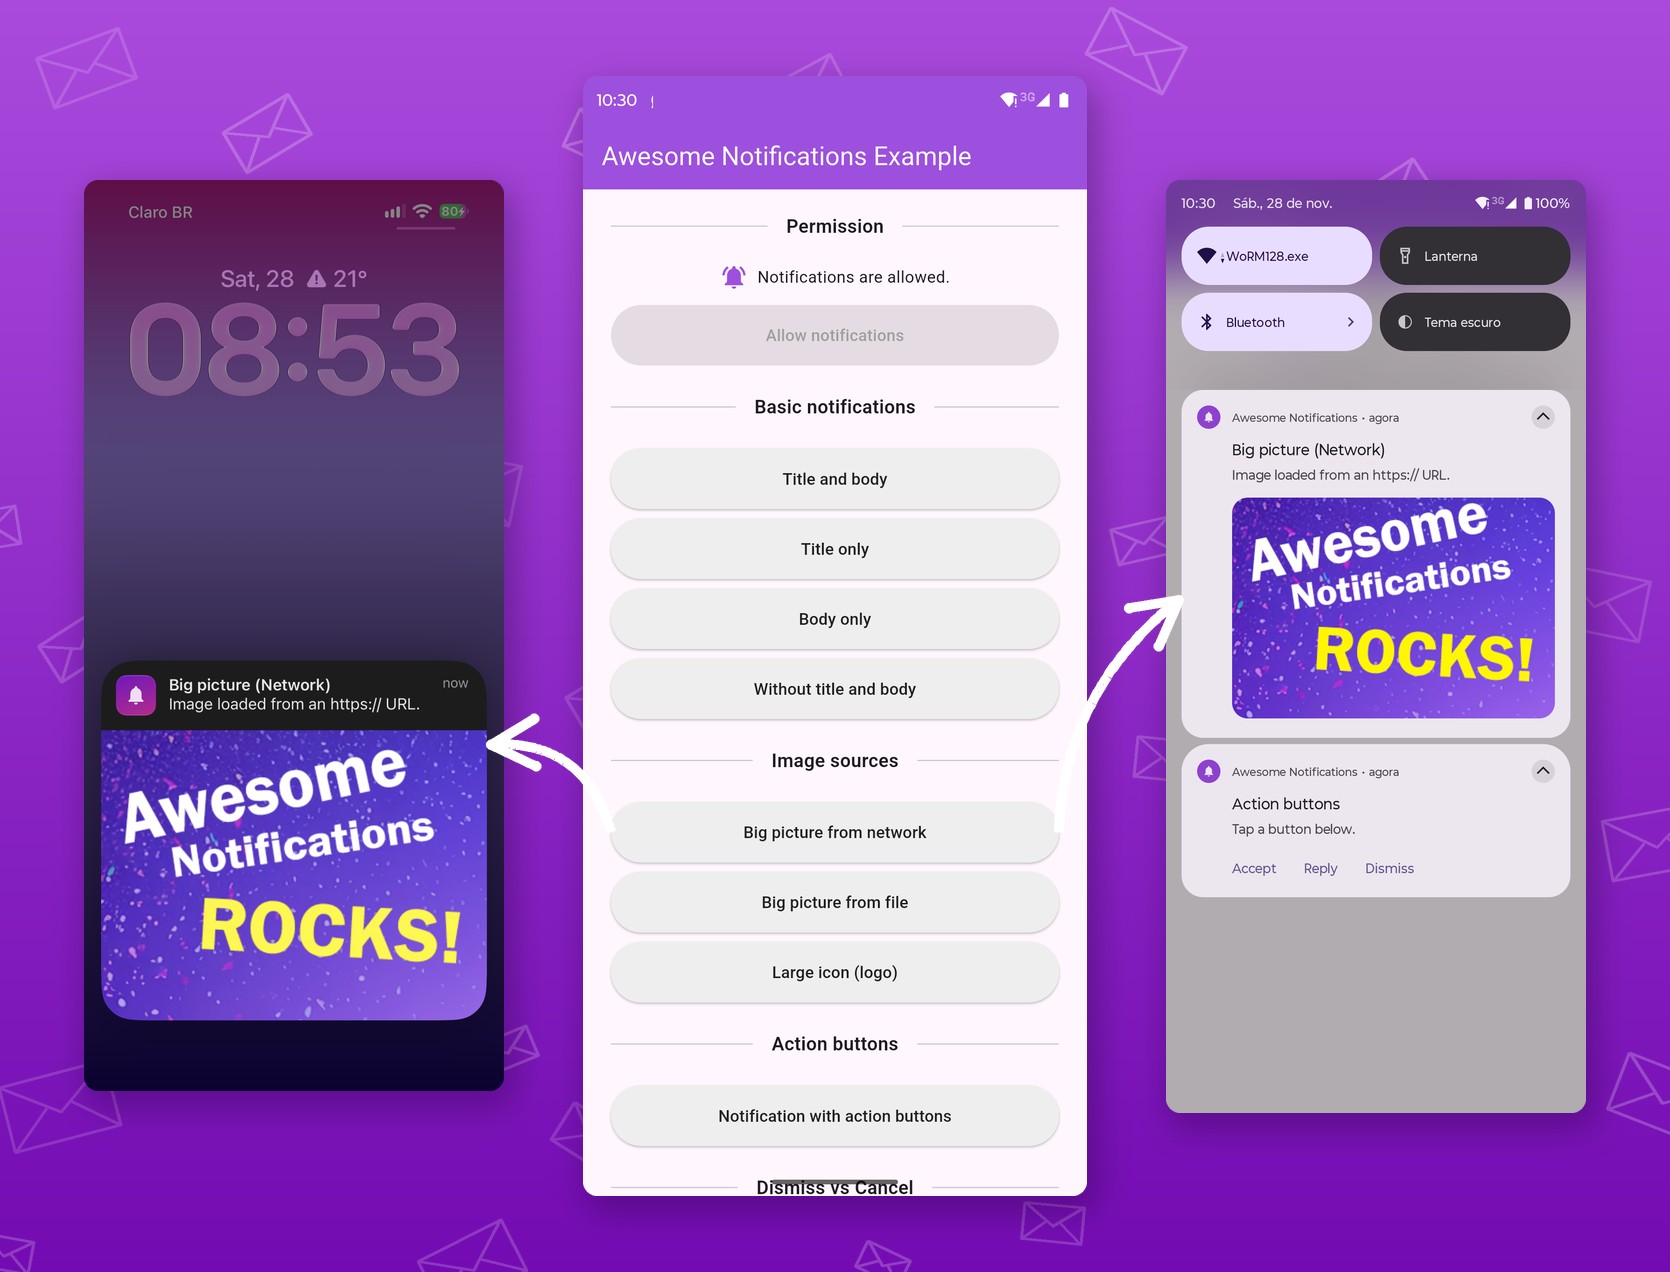 Claro BR
80
Sat, 28 21°
08:53
Big picture (Network)
now
Image loaded from an https:// URL.
Awesome
Notifications
ROCKS!
10:30
3G
Awesome Notifications Example
Permission
Notifications are allowed.
Allow notifications
Basic notifications
Title and body
Title only
Body only
Without title and body
Image sources
Big picture from network
Big picture from file
Large icon (logo)
Action buttons
Notification with action buttons
Dismiss vs Cancel
10:30 Sáb., 28 de nov.
3G 100%
WoRM128.exe
Lanterna
Bluetooth
Tema escuro
Awesome Notifications • agora
Big picture (Network)
Image loaded from an https:// URL.
Awesome
Notifications
ROCKS!
Awesome Notifications • agora
Action buttons
Tap a button below.
Accept Reply Dismiss